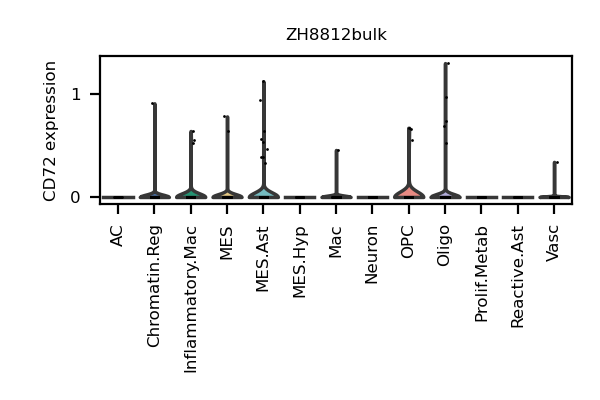 ZH8812bulk
CD72 expression
1
0
AC
Chromatin.Reg
Inflammatory.Mac
MES
MES.Ast
MES.Hyp
Mac
Neuron
OPC
Oligo
Prolif.Metab
Reactive.Ast
Vasc